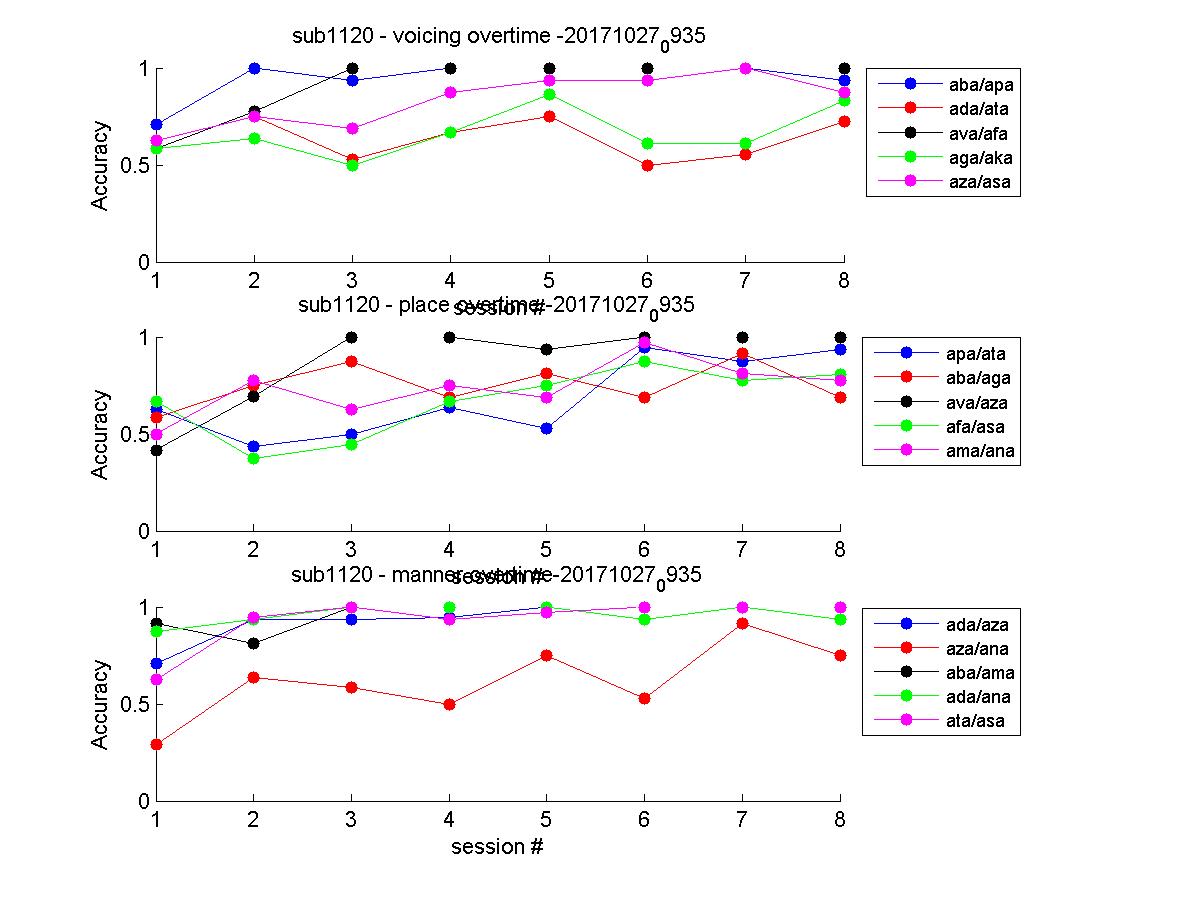 sub1120 - voicing overtime -20171027₀935
1
0.5
0
Accuracy
1 2 3 4 5 6 7 8
session #
aba/apa
ada/ata
ava/afa
aga/aka
aza/asa
sub1120 - place overtime -20171027₀935
1
0.5
0
Accuracy
1 2 3 4 5 6 7 8
session #
apa/ata
aba/aga
ava/aza
afa/asa
ama/ana
sub1120 - manner overtime -20171027₀935
1
0.5
0
Accuracy
1 2 3 4 5 6 7 8
session #
ada/aza
aza/ana
aba/ama
ada/ana
ata/asa